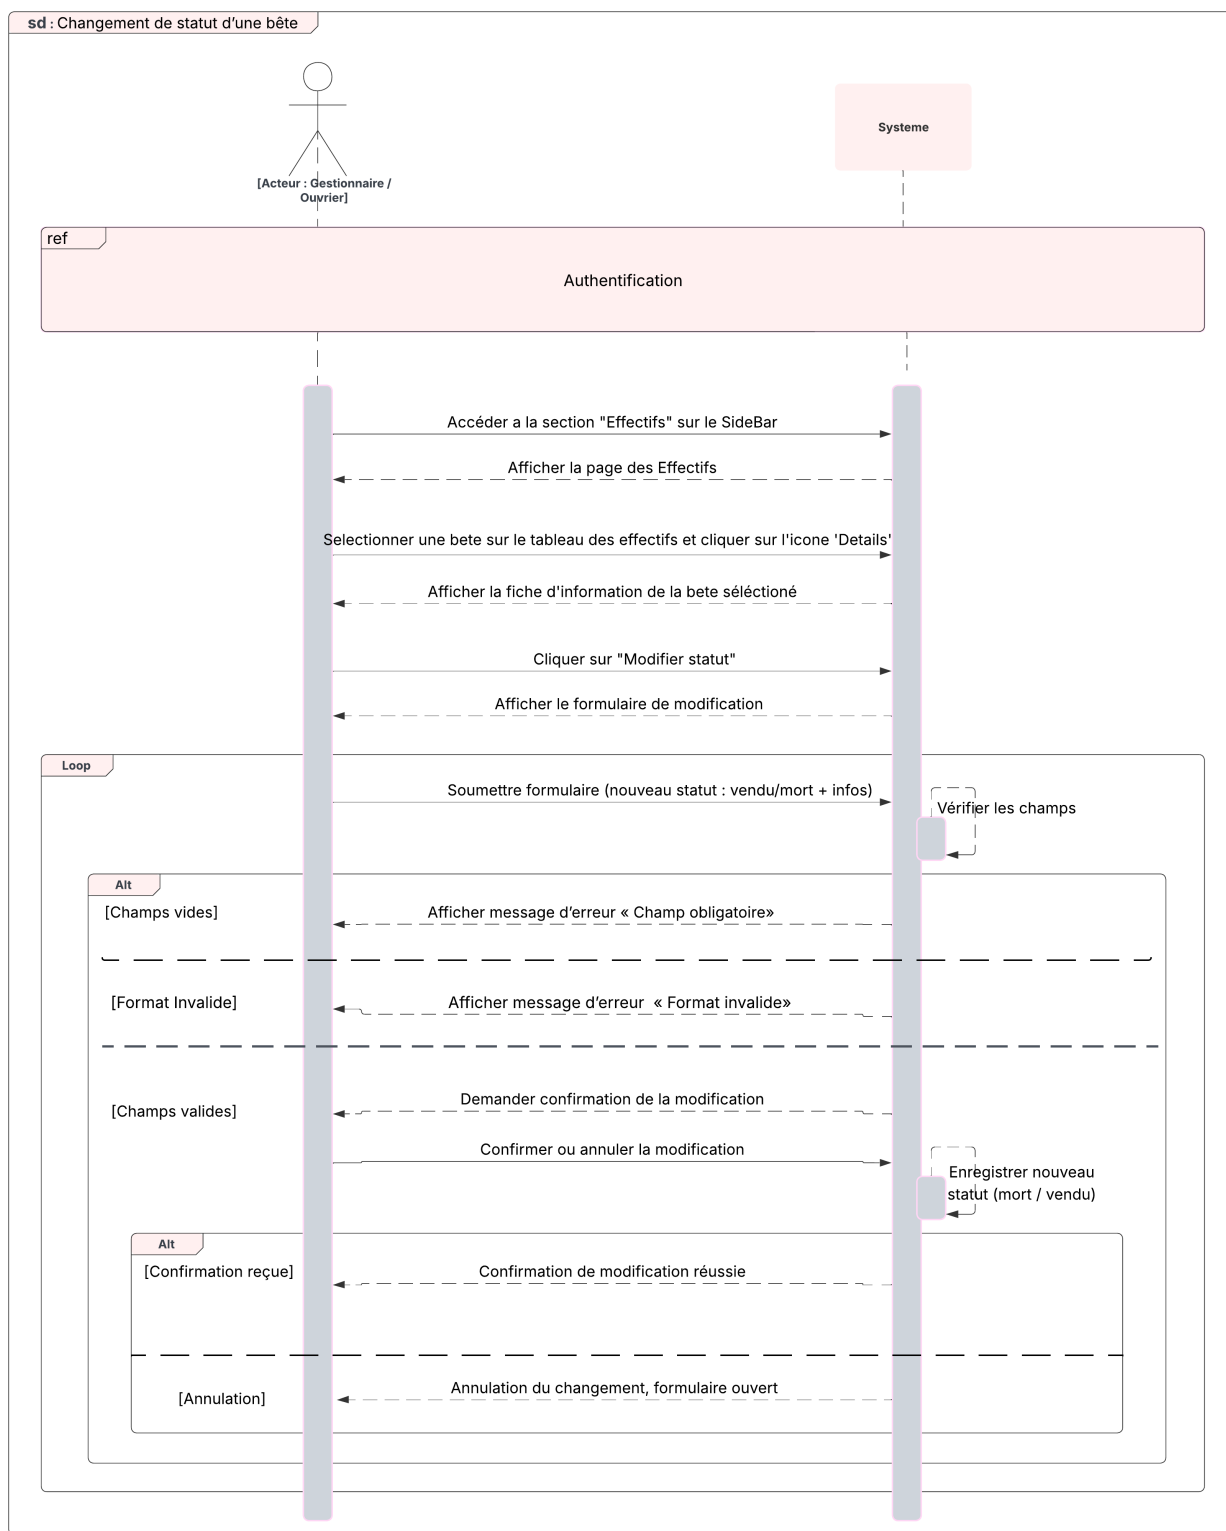 sd : Changement de statut d’une bête
Systeme
[Acteur : Gestionnaire /
Ouvrier]
ref
Authentification
Accéder a la section "Effectifs" sur le SideBar
Afficher la page des Effectifs
Selectionner une bete sur le tableau des effectifs et cliquer sur l'icone 'Details'
Afficher la fiche d'information de la bete séléctioné
Cliquer sur "Modifier statut"
Afficher le formulaire de modification
Loop
Soumettre formulaire (nouveau statut : vendu/mort + infos)
Vérifier les champs
Alt
[Champs vides]
Afficher message d’erreur « Champ obligatoire»
[Format Invalide]
Afficher message d’erreur  « Format invalide»
[Champs valides]
Demander confirmation de la modification
Confirmer ou annuler la modification
Enregistrer nouveau
statut (mort / vendu)
Alt
[Confirmation reçue]
Confirmation de modification réussie
[Annulation]
Annulation du changement, formulaire ouvert